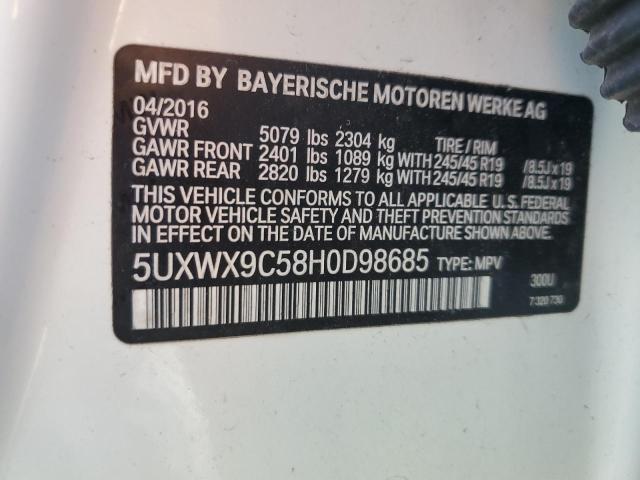 MFD BY BAYERISCHE MOTOREN WERKE AG
04/2016
GVWR 5079 lbs 2304 kg TIRE / RIM
GAWR FRONT 2401 lbs 1089 kg WITH 245/45 R19 /8.5J x 19
GAWR REAR 2820 lbs 1279 kg WITH 245/45 R19 /8.5J x 19
THIS VEHICLE CONFORMS TO ALL APPLICABLE U.S. FEDERAL
MOTOR VEHICLE SAFETY AND THEFT PREVENTION STANDARDS
IN EFFECT ON THE DATE OF MANUFACTURE SHOWN ABOVE.
5UXWX9C58H0D98685 TYPE: MPV
300U
7 320 730